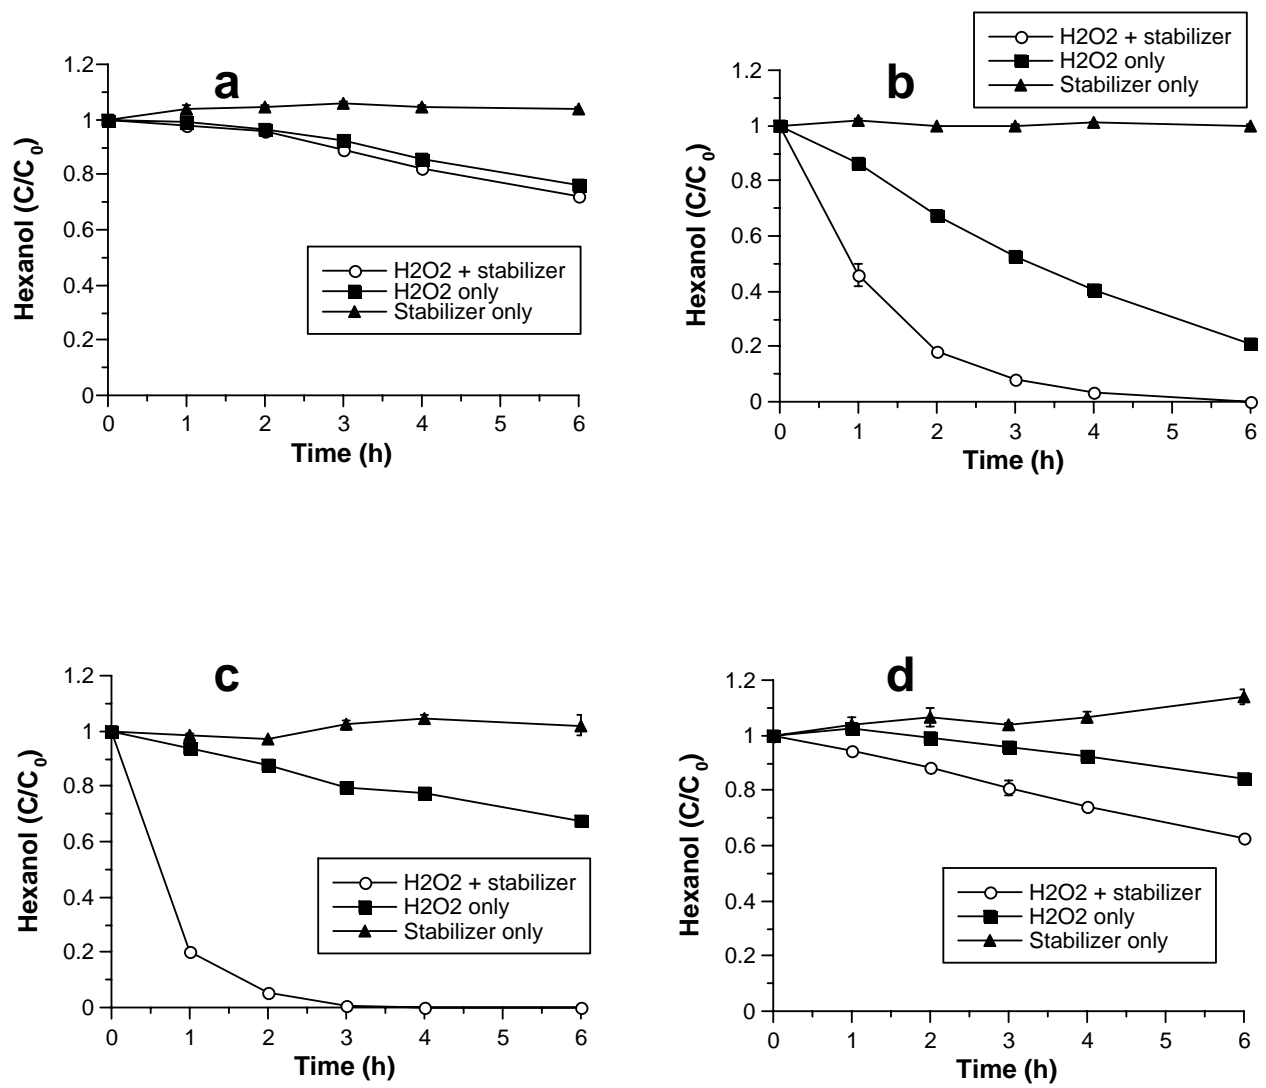 a
1.2
1
0.8
0.6
0.4
0.2
0
Hexanol (C/C0)
H2O2 + stabilizer
H2O2 only
Stabilizer only
0 1 2 3 4 5 6
Time (h)
b
H2O2 + stabilizer
H2O2 only
Stabilizer only
1.2
1
0.8
0.6
0.4
0.2
0
Hexanol (C/C0)
0 1 2 3 4 5 6
Time (h)
c
1.2
1
0.8
0.6
0.4
0.2
0
Hexanol (C/C0)
H2O2 + stabilizer
H2O2 only
Stabilizer only
0 1 2 3 4 5 6
Time (h)
d
1.2
1
0.8
0.6
0.4
0.2
0
Hexanol (C/C0)
H2O2 + stabilizer
H2O2 only
Stabilizer only
0 1 2 3 4 5 6
Time (h)